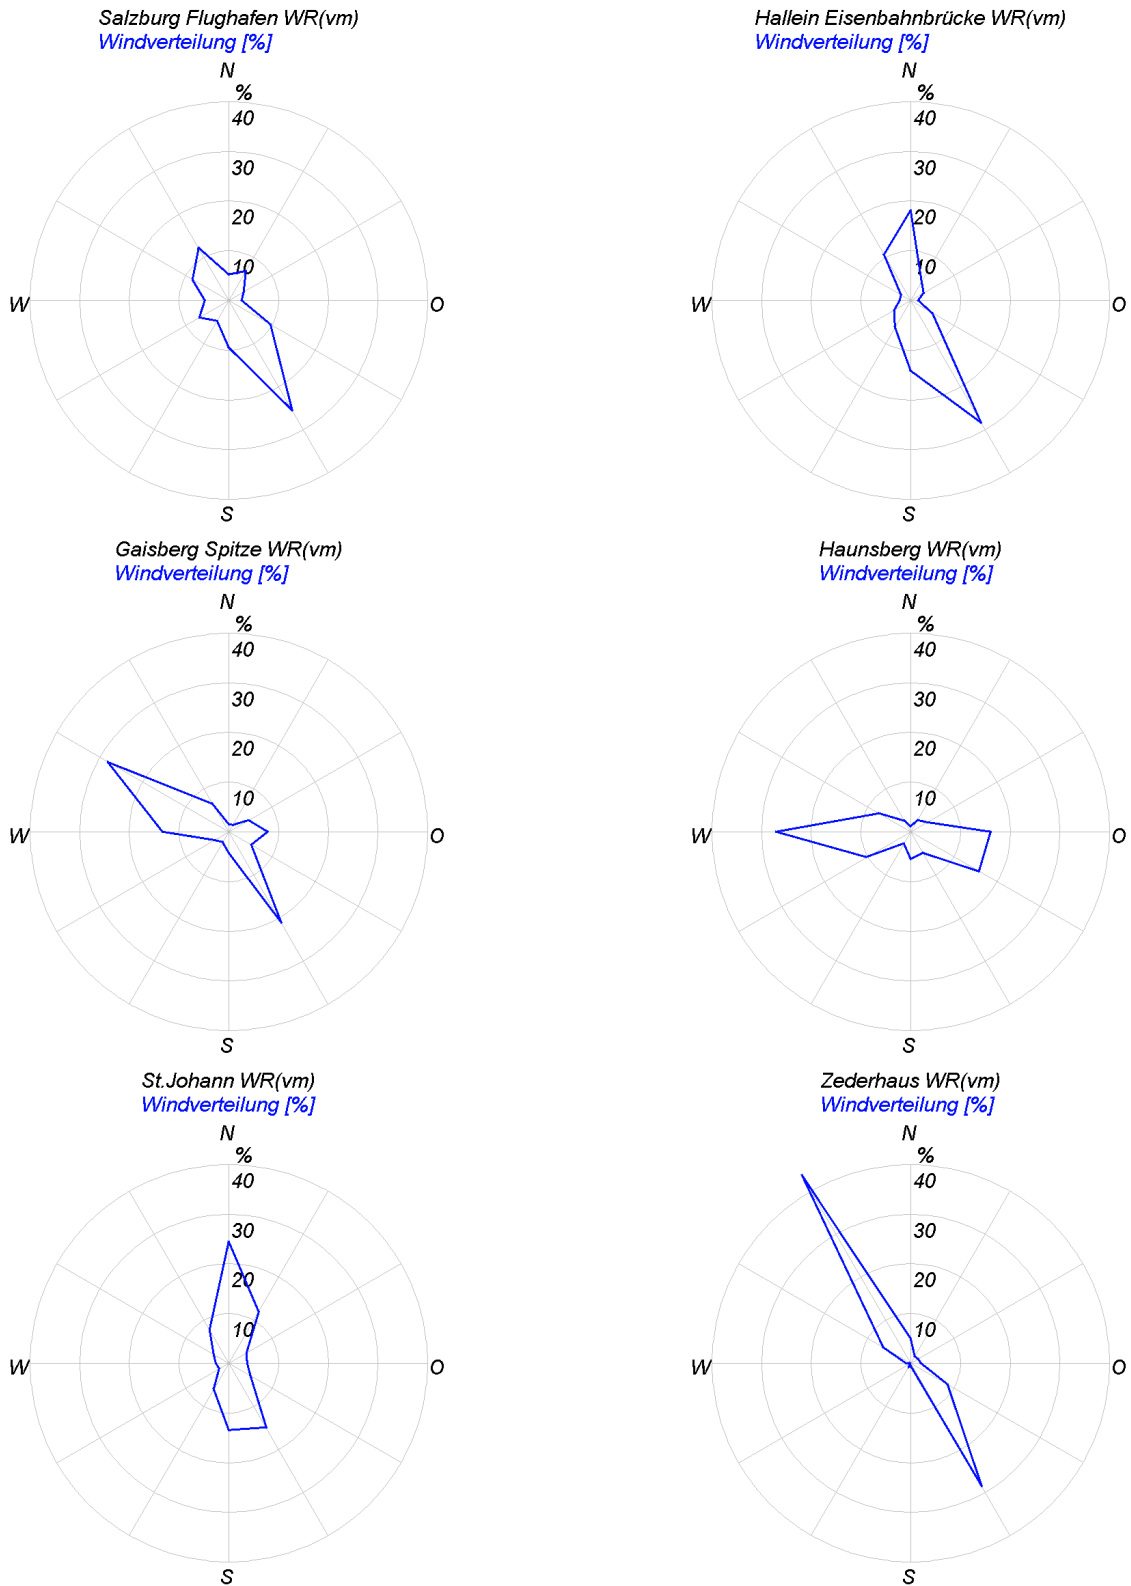 Salzburg Flughafen WR(vm)
Windverteilung [%]
N
%
40
30
20
10
W
O
S
Hallein Eisenbahnbrücke WR(vm)
Windverteilung [%]
N
%
40
30
20
10
W
O
S
Gaisberg Spitze WR(vm)
Windverteilung [%]
N
%
40
30
20
10
W
O
S
Haunsberg WR(vm)
Windverteilung [%]
N
%
40
30
20
10
W
O
S
St.Johann WR(vm)
Windverteilung [%]
N
%
40
30
20
10
W
O
S
Zederhaus WR(vm)
Windverteilung [%]
N
%
40
30
20
10
W
O
S